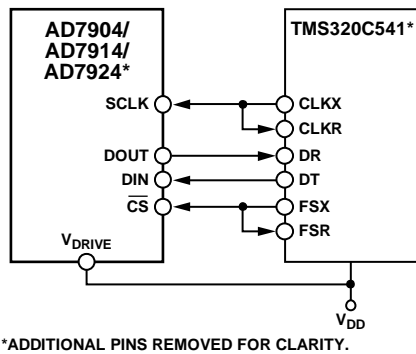 AD7904/
AD7914/
AD7924*
TMS320C541*
SCLK
CLKX
CLKR
DOUT
DR
DIN
DT
CS
FSX
FSR
VDRIVE
VDD
*ADDITIONAL PINS REMOVED FOR CLARITY.